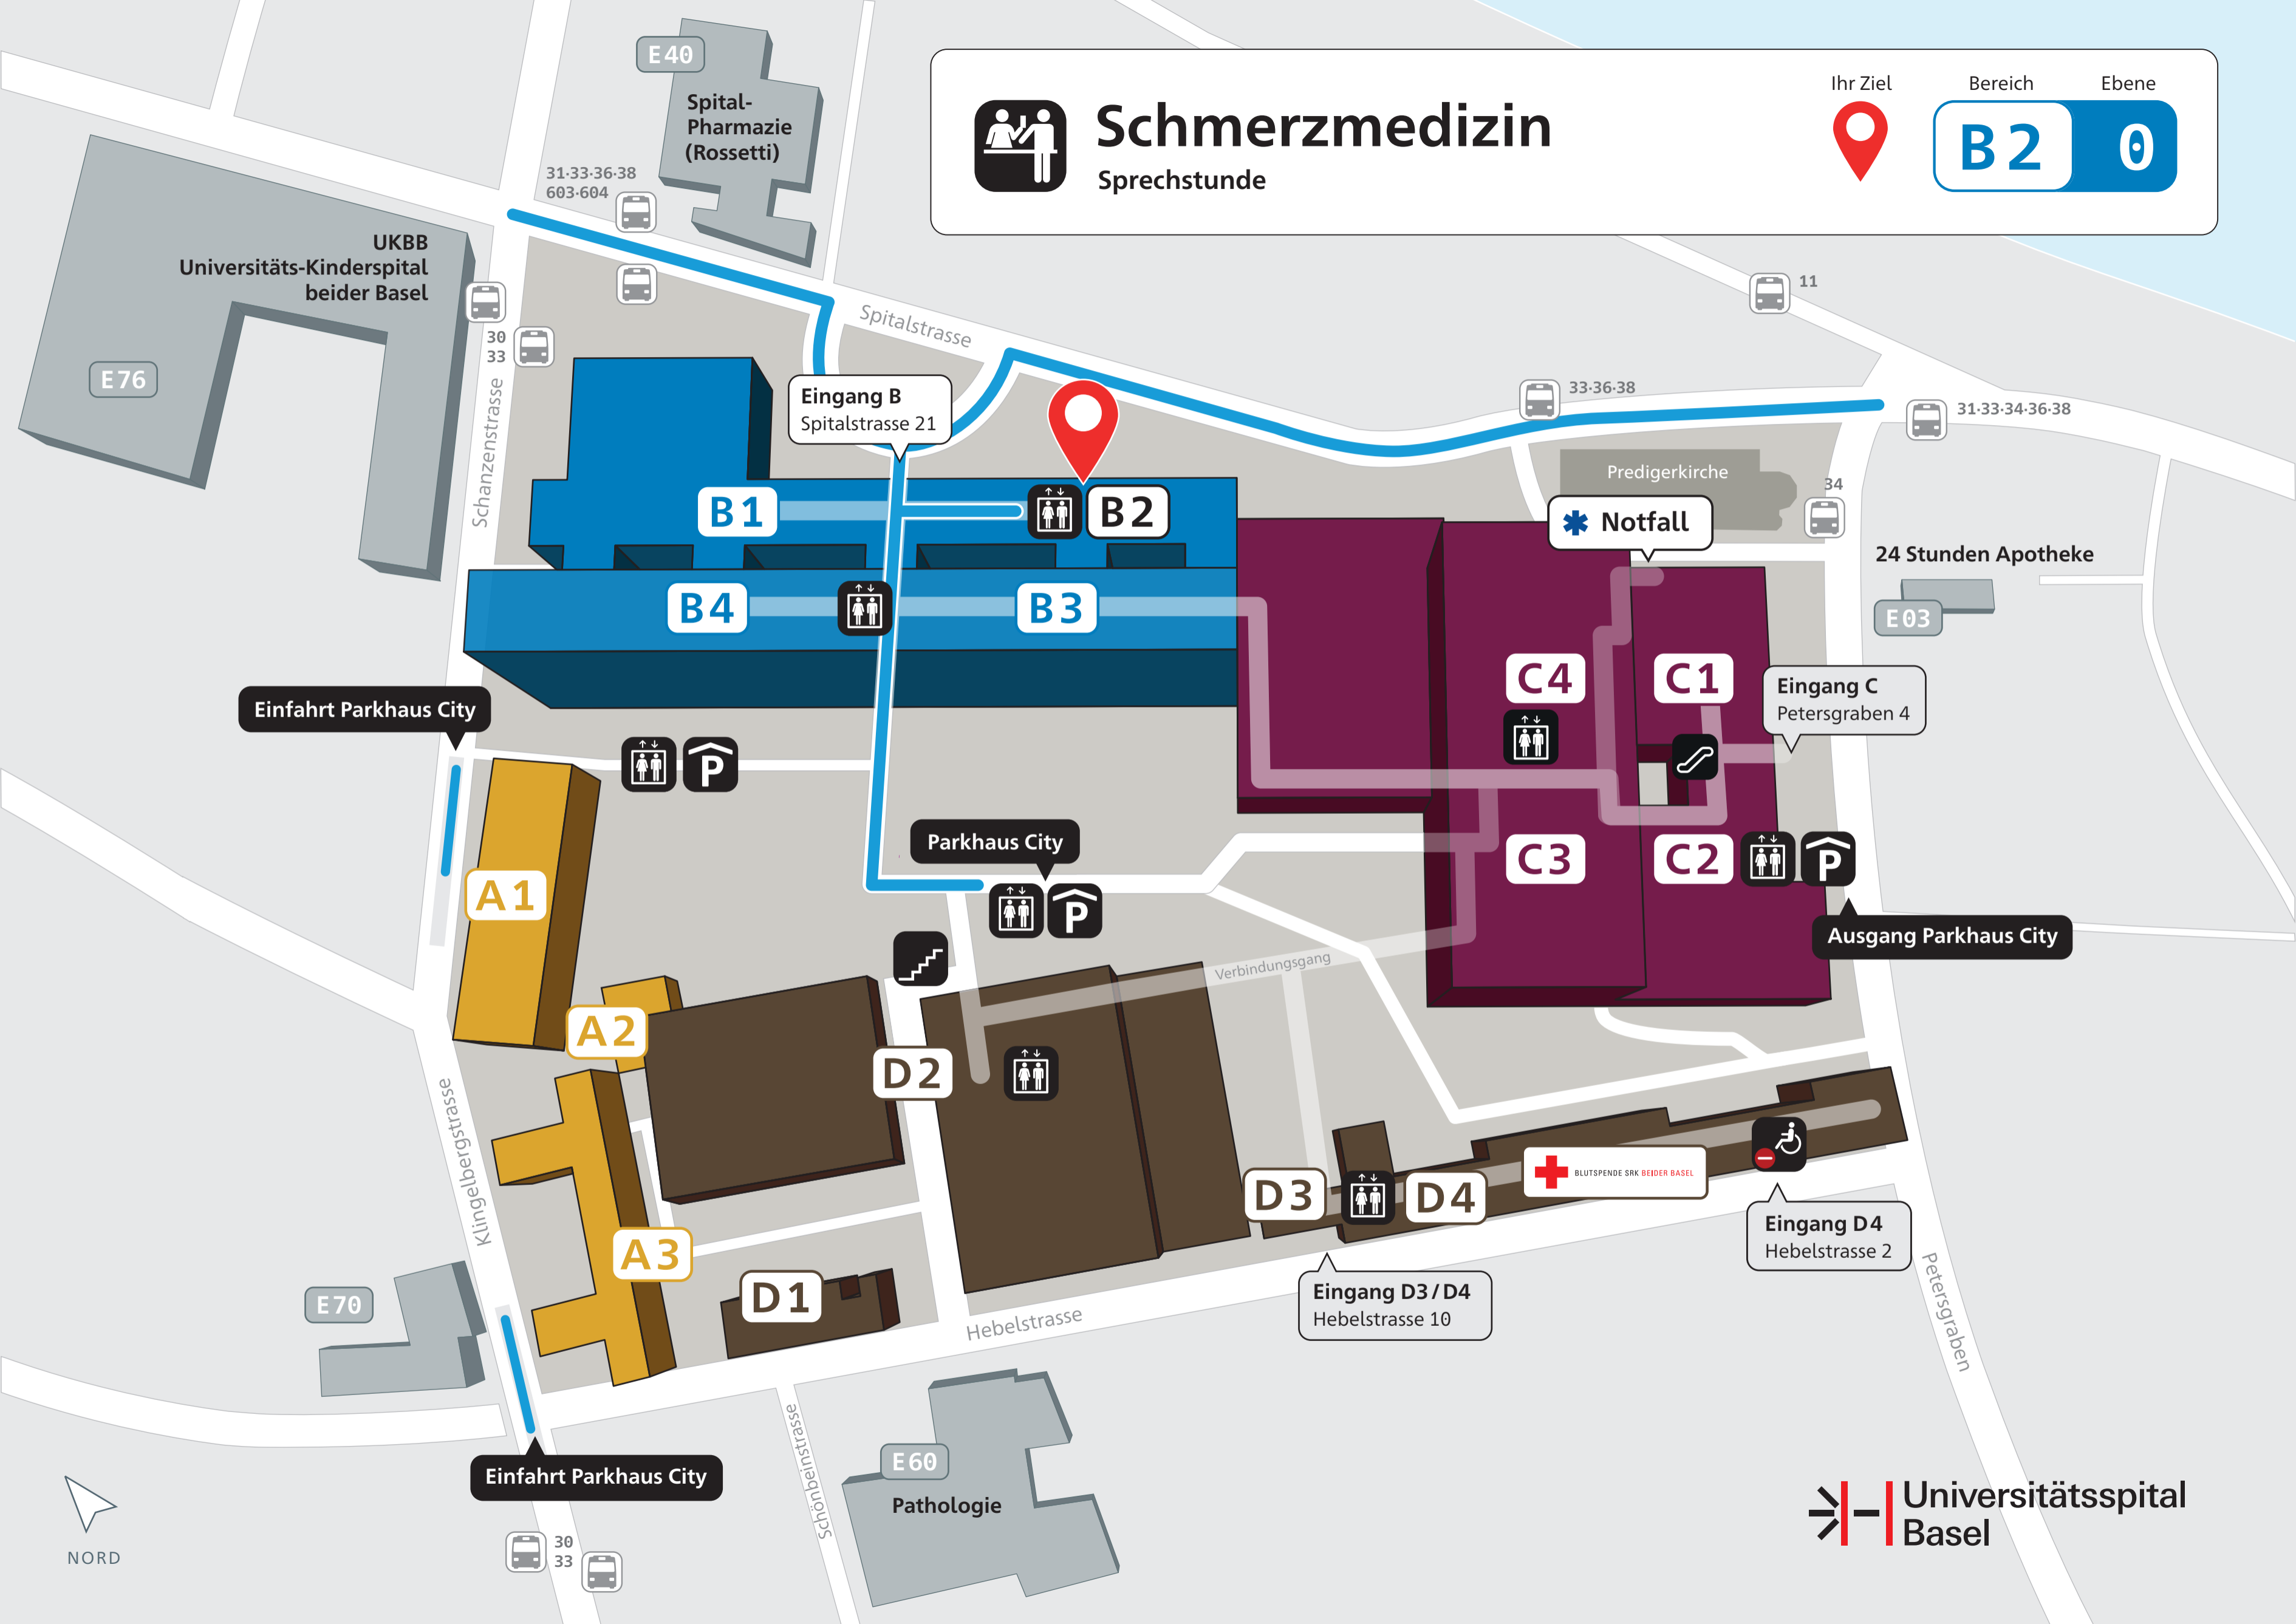 E40
Spital-
Pharmazie
(Rossetti)
Schmerzmedizin
Sprechstunde
Ihr Ziel
Bereich
Ebene
B2
0
31·33·36·38
603·604
UKBB
Universitäts-Kinderspital
beider Basel
E76
30
33
Schanzenstrasse
Spitalstrasse
11
33·36·38
31·33·34·36·38
Eingang B
Spitalstrasse 21
Predigerkirche
34
Notfall
B1
B2
B4
B3
24 Stunden Apotheke
E03
C4
C1
Eingang C
Petersgraben 4
Einfahrt Parkhaus City
P
Parkhaus City
P
C3
C2
P
Ausgang Parkhaus City
A1
A2
Verbindungsgang
D2
Klingelbergstrasse
A3
D1
D3
D4
BLUTSPENDE SRK BEIDER BASEL
Eingang D4
Hebelstrasse 2
Eingang D3/D4
Hebelstrasse 10
Hebelstrasse
Petersgraben
E70
Einfahrt Parkhaus City
Schönbeinstrasse
E60
Pathologie
30
33
NORD
Universitätsspital
Basel